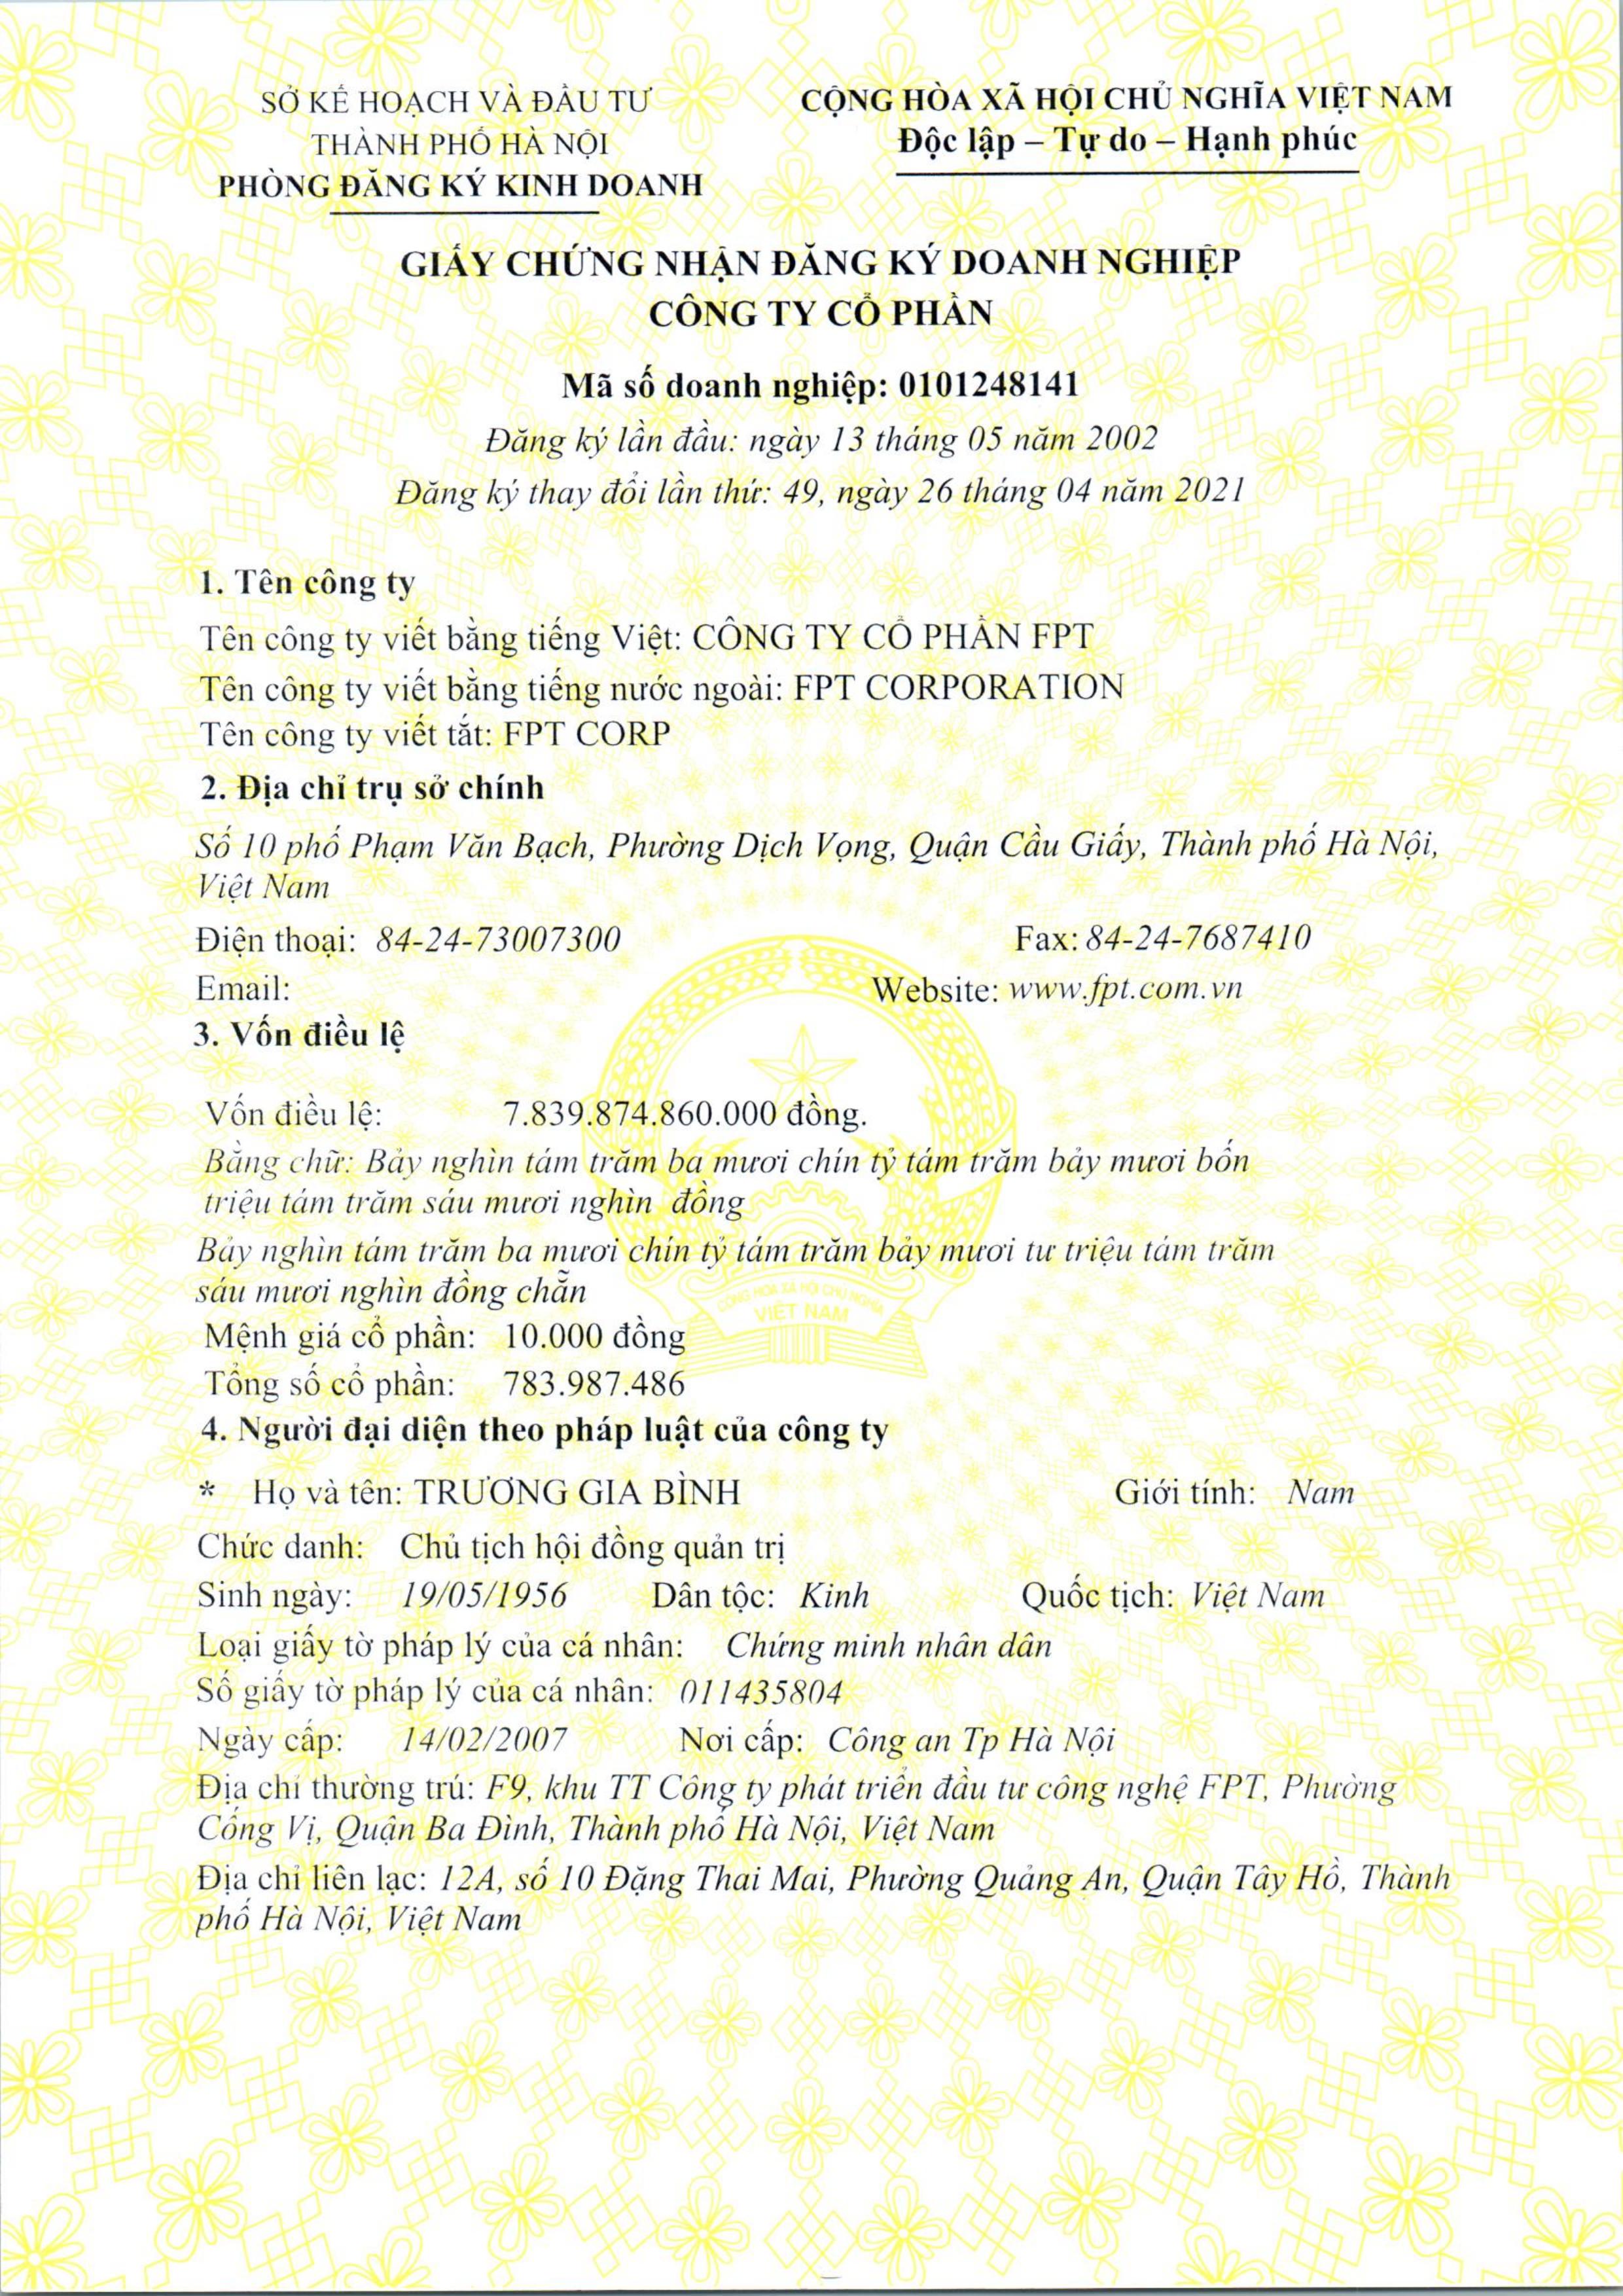 SỞ KẾ HOẠCH VÀ ĐẦU TƯ
THÀNH PHỐ HÀ NỘI
PHÒNG ĐĂNG KÝ KINH DOANH
CỘNG HÒA XÃ HỘI CHỦ NGHĨA VIỆT NAM
Độc lập – Tự do – Hạnh phúc
GIẤY CHỨNG NHẬN ĐĂNG KÝ DOANH NGHIỆP
CÔNG TY CỔ PHẦN
Mã số doanh nghiệp: 0101248141
Đăng ký lần đầu: ngày 13 tháng 05 năm 2002
Đăng ký thay đổi lần thứ: 49, ngày 26 tháng 04 năm 2021
1. Tên công ty
Tên công ty viết bằng tiếng Việt: CÔNG TY CỔ PHẦN FPT
Tên công ty viết bằng tiếng nước ngoài: FPT CORPORATION
Tên công ty viết tắt: FPT CORP
2. Địa chỉ trụ sở chính
Số 10 phố Phạm Văn Bạch, Phường Dịch Vọng, Quận Cầu Giấy, Thành phố Hà Nội,
Việt Nam
Điện thoại: 84-24-73007300 Fax: 84-24-7687410
Email: Website: www.fpt.com.vn
3. Vốn điều lệ
Vốn điều lệ: 7.839.874.860.000 đồng.
Bằng chữ: Bảy nghìn tám trăm ba mươi chín tỷ tám trăm bảy mươi bốn
triệu tám trăm sáu mươi nghìn đồng
Bảy nghìn tám trăm ba mươi chín tỷ tám trăm bảy mươi tư triệu tám trăm
sáu mươi nghìn đồng chẵn
CỘNG HÒA XÃ HỘI CHỦ NGHĨA
VIỆT NAM
Mệnh giá cổ phần: 10.000 đồng
Tổng số cổ phần: 783.987.486
4. Người đại diện theo pháp luật của công ty
* Họ và tên: TRƯƠNG GIA BÌNH Giới tính: Nam
Chức danh: Chủ tịch hội đồng quản trị
Sinh ngày: 19/05/1956 Dân tộc: Kinh Quốc tịch: Việt Nam
Loại giấy tờ pháp lý của cá nhân: Chứng minh nhân dân
Số giấy tờ pháp lý của cá nhân: 011435804
Ngày cấp: 14/02/2007 Nơi cấp: Công an Tp Hà Nội
Địa chỉ thường trú: F9, khu TT Công ty phát triển đầu tư công nghệ FPT, Phường
Cống Vị, Quận Ba Đình, Thành phố Hà Nội, Việt Nam
Địa chỉ liên lạc: 12A, số 10 Đặng Thai Mai, Phường Quảng An, Quận Tây Hồ, Thành
phố Hà Nội, Việt Nam